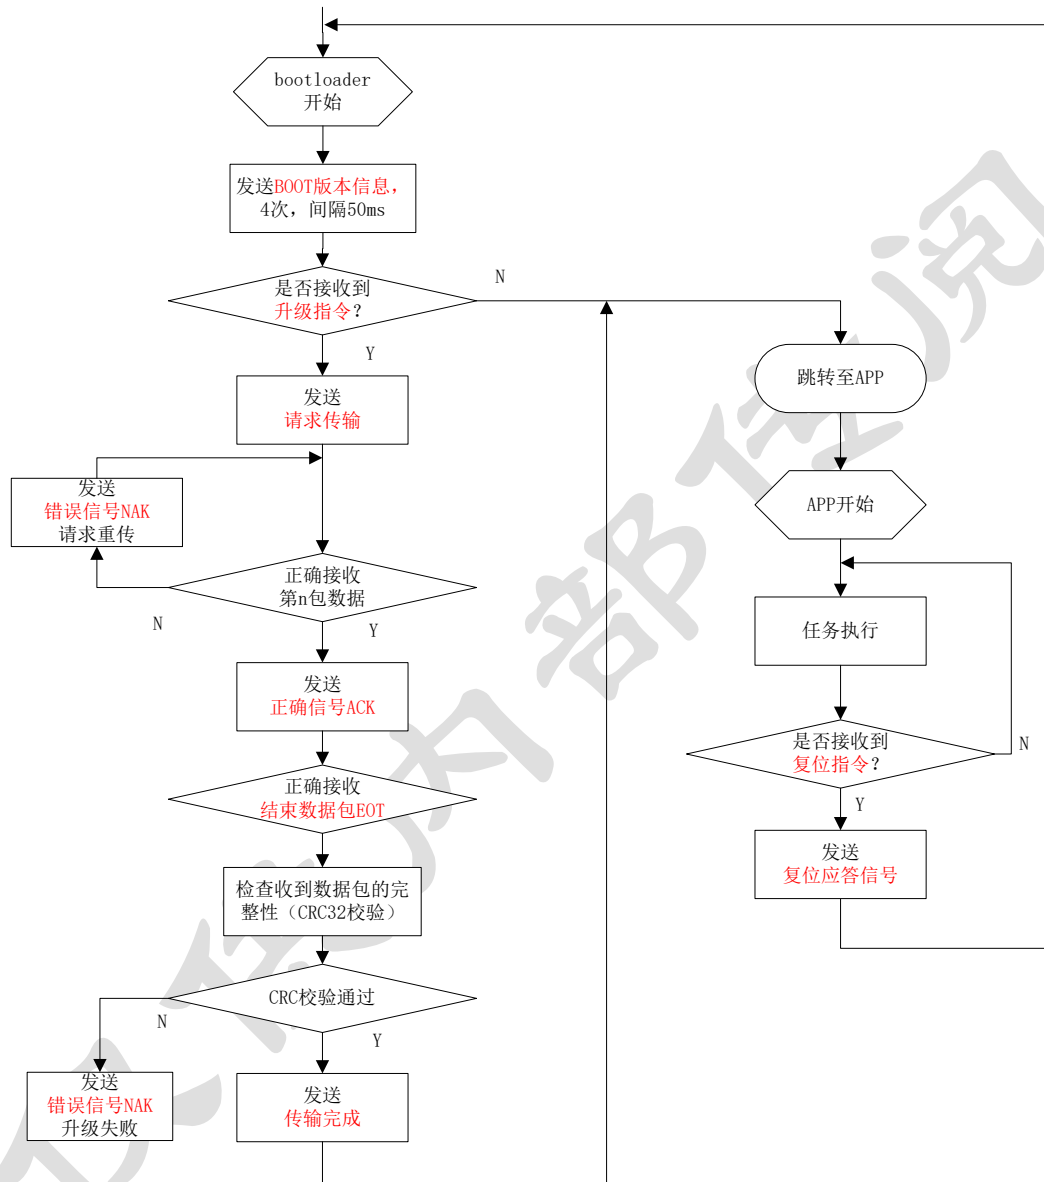 bootloader
开始
发送BOOT版本信息，
4次，间隔50ms
是否接收到
升级指令？
N
Y
发送
请求传输
跳转至APP
发送
错误信号NAK
请求重传
APP开始
正确接收
第n包数据
N
Y
任务执行
发送
正确信号ACK
是否接收到
复位指令？
N
Y
正确接收
结束数据包EOT
发送
复位应答信号
检查收到数据包的完
整性（CRC32校验）
CRC校验通过
N
Y
发送
错误信号NAK
升级失败
发送
传输完成
仅供内部传阅